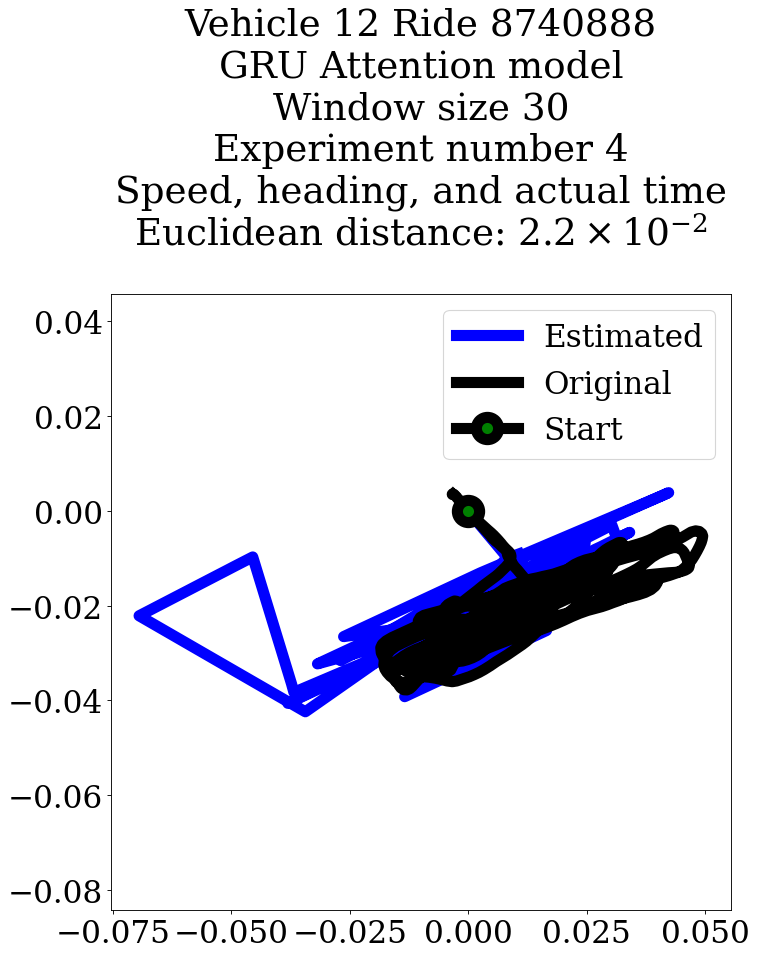 Vehicle 12 Ride 8740888
GRU Attention model
Window size 30
Experiment number 4
Speed, heading, and actual time
Euclidean distance: 2.2 × 10⁻²
Estimated
Original
Start
0.04
0.02
0.00
−0.02
−0.04
−0.06
−0.08
−0.075 −0.050 −0.025 0.000 0.025 0.050